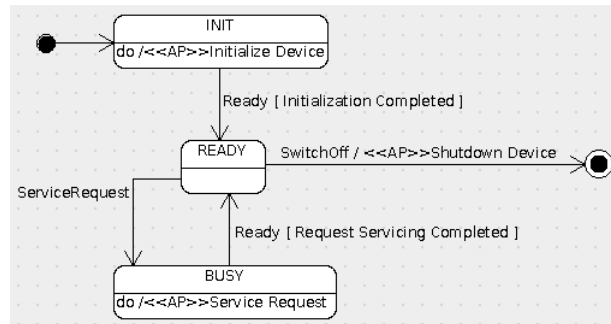 INIT
do /<<AP>>Initialize Device
Ready [ Initialization Completed ]
READY
SwitchOff / <<AP>>Shutdown Device
ServiceRequest
Ready [ Request Servicing Completed ]
BUSY
do /<<AP>>Service Request